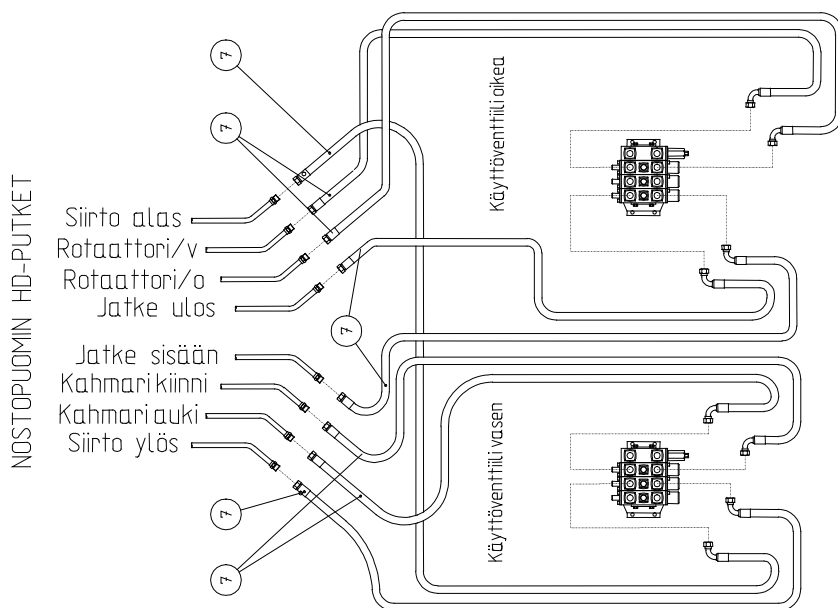 NOSTOPUOMIN HD-PUTKET
Siirto alas
Rotaattori/v
Rotaattori/o
Jatke ulos
Jatke sisään
Kahmari kiinni
Kahmari auki
Siirto ylös
7
7
7
7
7
Käyttöventtiili oikea
Käyttöventtiili vasen